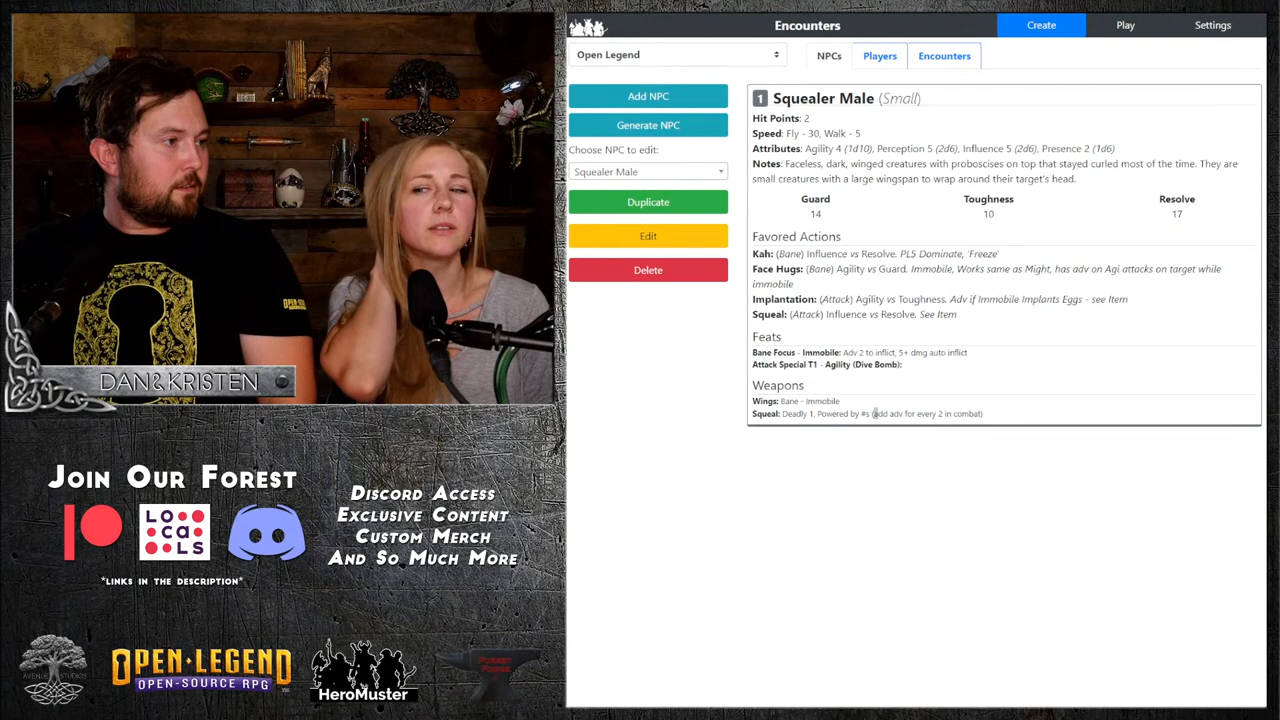 Encounters
Create
Play
Settings
Open Legend
NPCs
Players
Encounters
Add NPC
Generate NPC
Choose NPC to edit:
Squealer Male
Duplicate
Edit
Delete
1 Squealer Male (Small)
Hit Points: 2
Speed: Fly - 30, Walk - 5
Attributes: Agility 4 (1d10), Perception 5 (2d6), Influence 5 (2d6), Presence 2 (1d6)
Notes: Faceless, dark, winged creatures with proboscises on top that stayed curled most of the time. They are
small creatures with a large wingspan to wrap around their target's head.
Guard Toughness Resolve
14 10 17
Favored Actions
Kah: (Bane) Influence vs Resolve. PL5 Dominate, 'Freeze'
Face Hugs: (Bane) Agility vs Guard. Immobile, Works same as Might, has adv on Agi attacks on target while
immobile
Implantation: (Attack) Agility vs Toughness. Adv if Immobile Implants Eggs - see Item
Squeal: (Attack) Influence vs Resolve. See Item
Feats
Bane Focus - Immobile: Adv 2 to inflict, 5+ dmg auto inflict
Attack Special T1 - Agility (Dive Bomb):
Weapons
Wings: Bane - Immobile
Squeal: Deadly 1, Powered by #s (add adv for every 2 in combat)
DAN & KRISTEN
Join Our Forest
LO
ca
LS
*Links in the description*
Discord Access
Exclusive Content
Custom Merch
And So Much More
OPEN LEGEND
OPEN-SOURCE RPG
HeroMuster